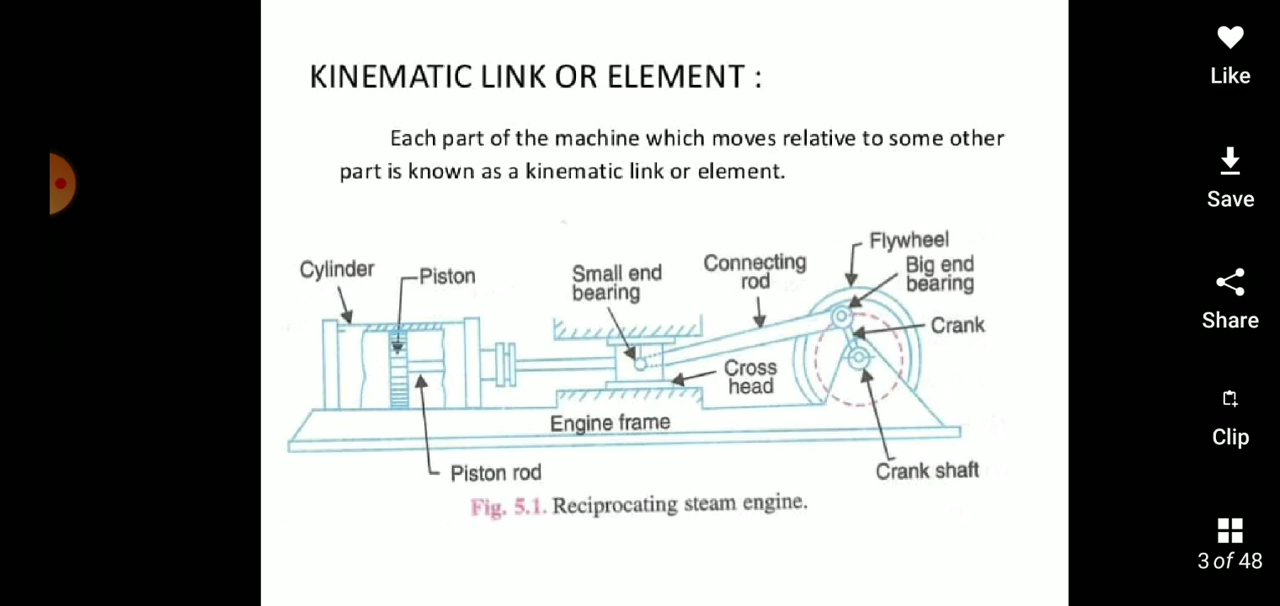 KINEMATIC LINK OR ELEMENT :
Each part of the machine which moves relative to some other
part is known as a kinematic link or element.
Cylinder
Piston
Small end
bearing
Connecting
rod
Flywheel
Big end
bearing
Crank
Cross
head
Engine frame
Piston rod
Crank shaft
Fig. 5.1. Reciprocating steam engine.
Like
Save
Share
Clip
3 of 48